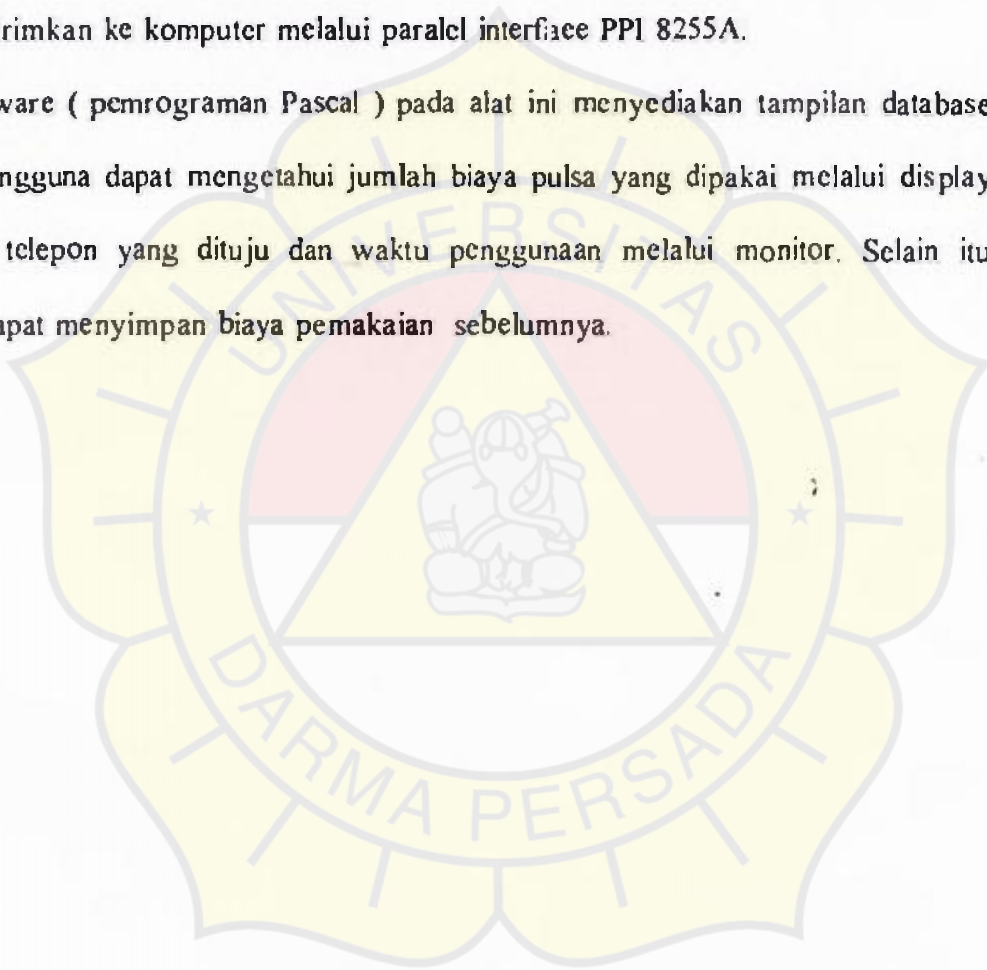 rimkan ke komputer melalui paralel interface PPI 8255A.
ware ( pemrograman Pascal ) pada alat ini menyediakan tampilan database
ngguna dapat mengetahui jumlah biaya pulsa yang dipakai melalui display
telepon yang dituju dan waktu penggunaan melalui monitor. Selain itu
apat menyimpan biaya pemakaian sebelumnya.
UNIVERSITAS
DARMA PERSADA